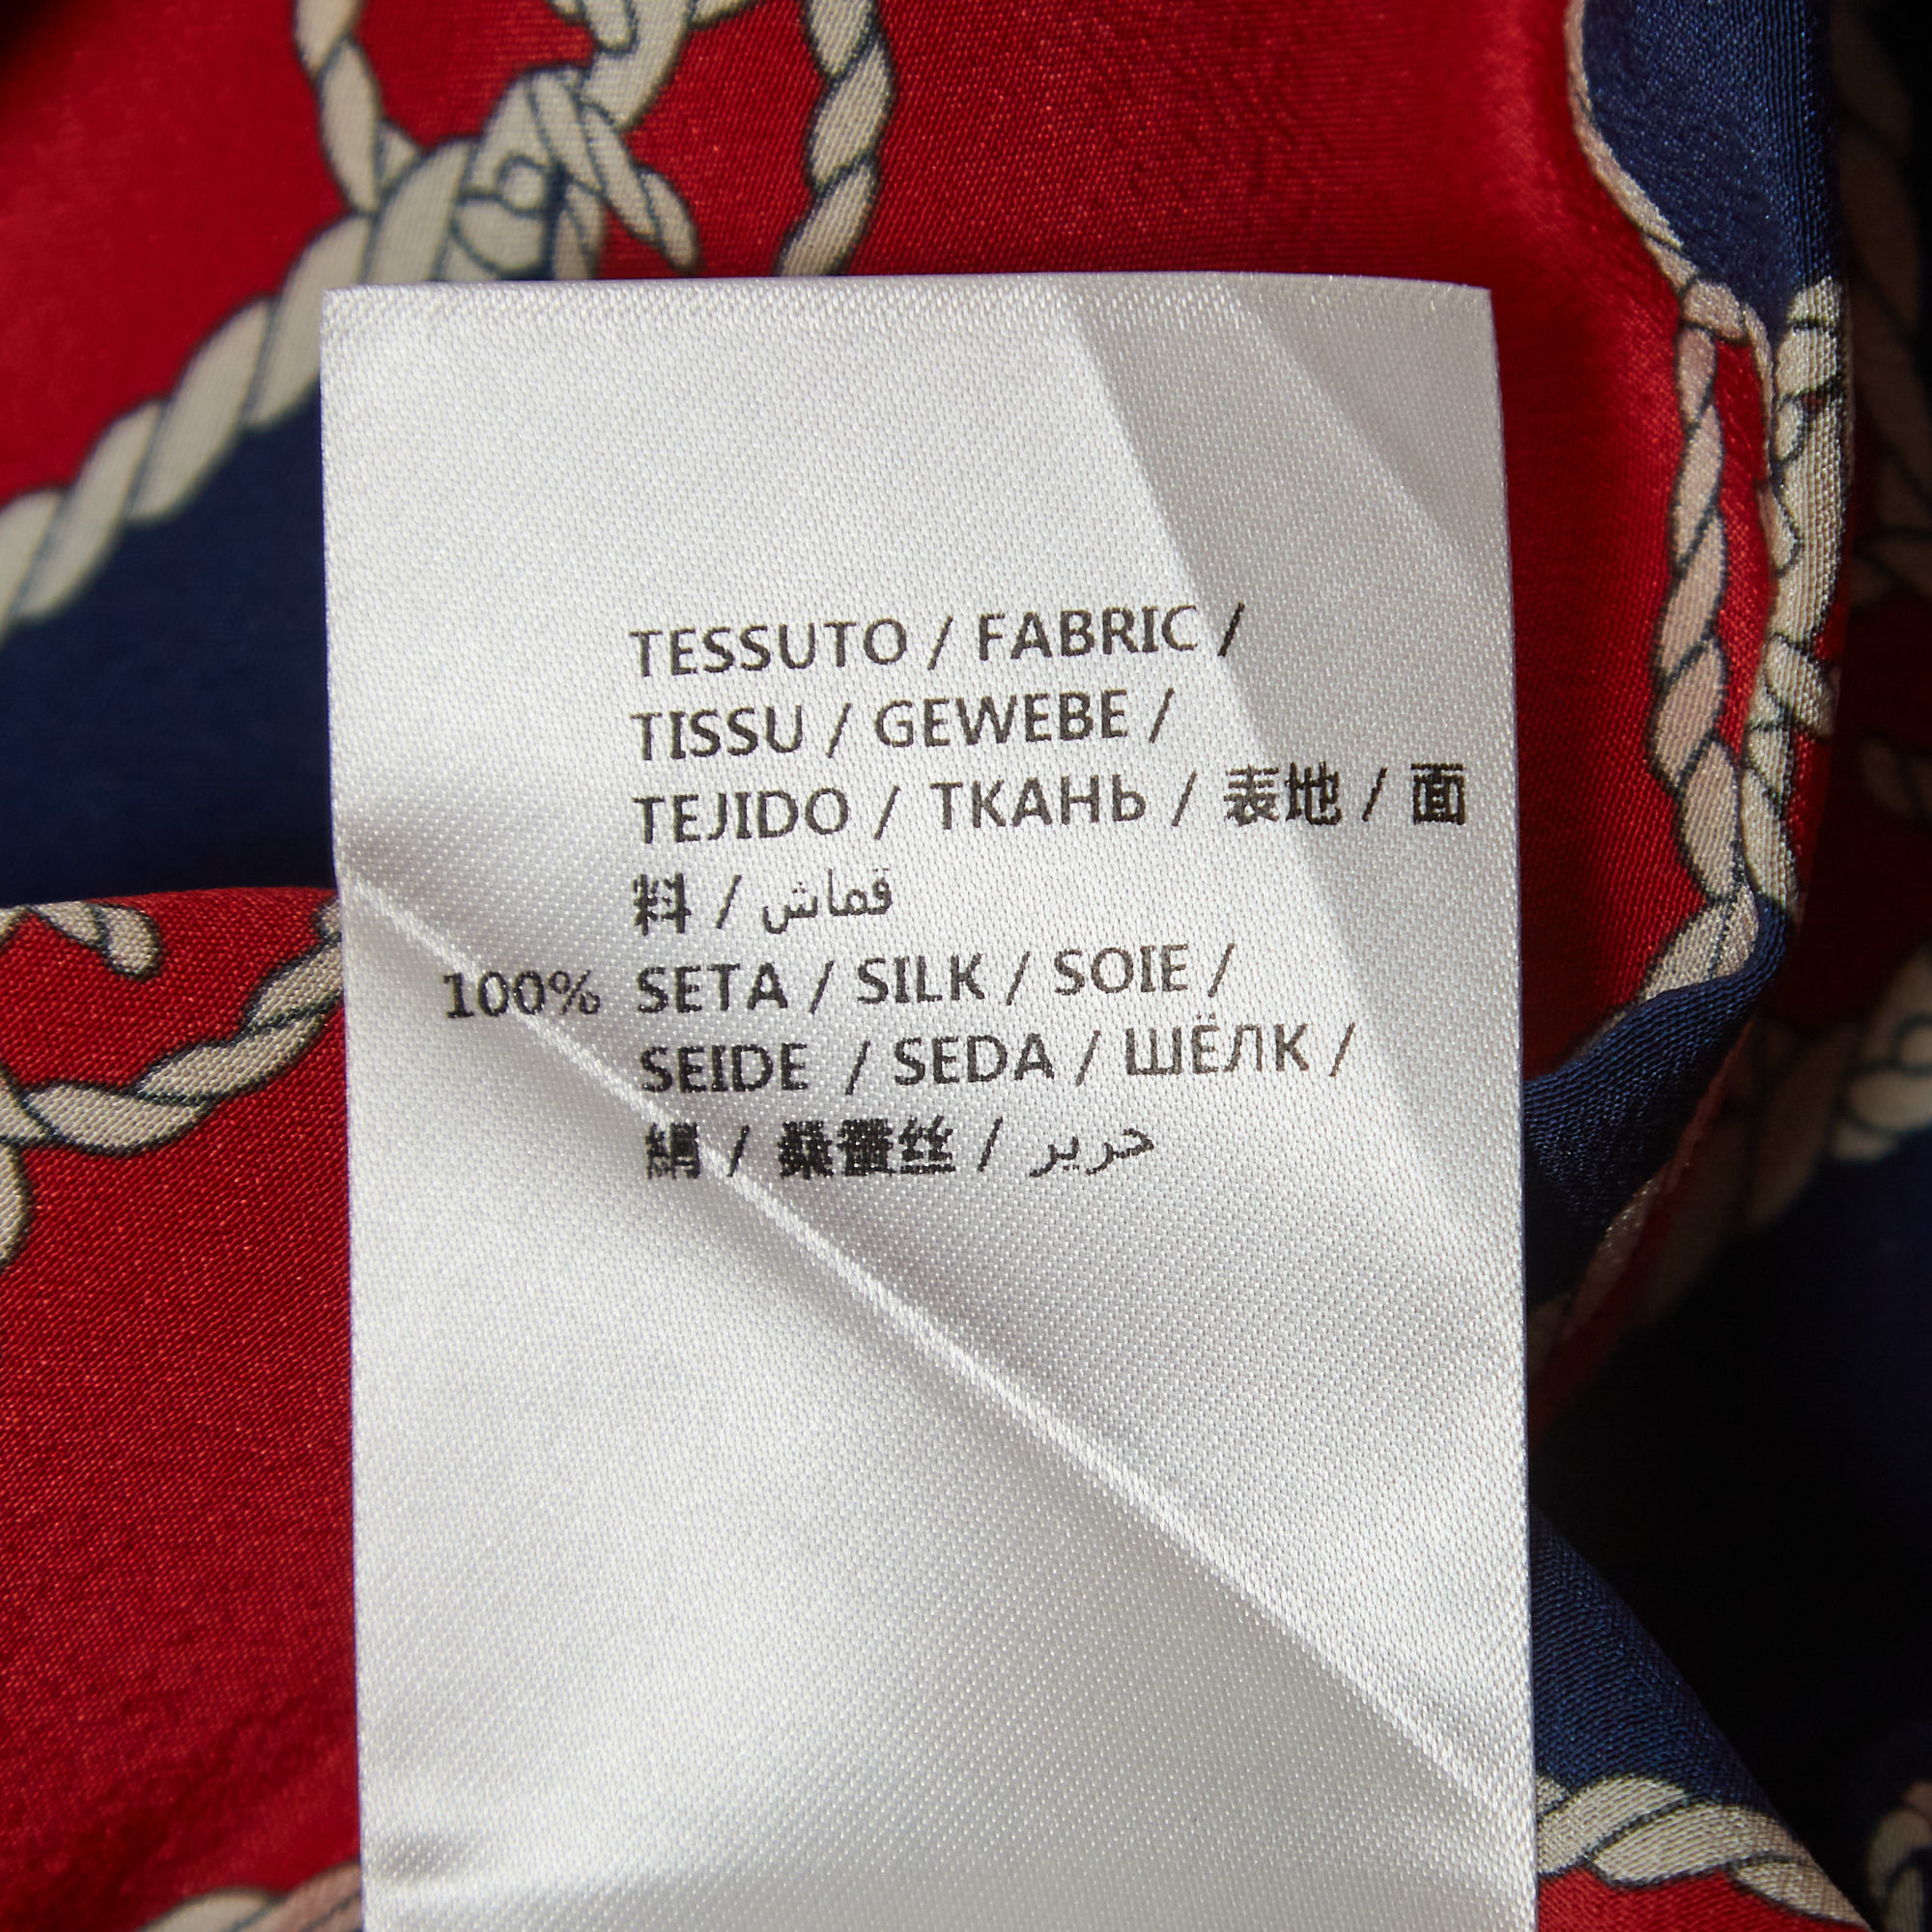 TESSUTO / FABRIC /
TISSU / GEWEBE /
TEJIDO / ТКАНЬ / 表地 / 面
料 / قماش
100% SETA / SILK / SOIE /
SEIDE / SEDA / ШЁЛК /
絹 / 桑蚕丝 / حرير